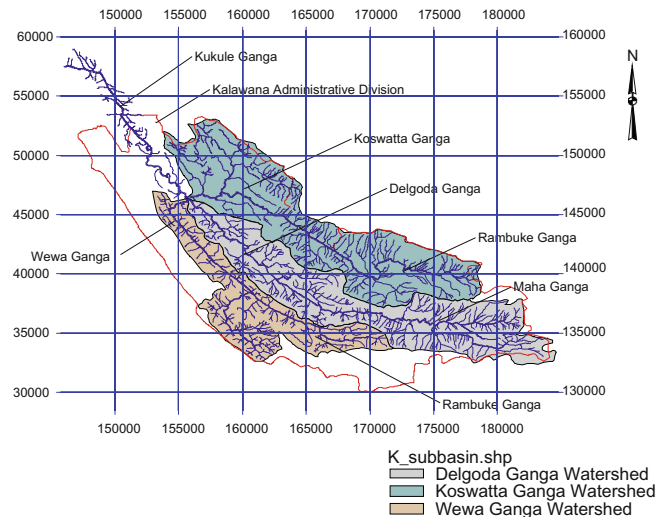 150000 155000 160000 165000 170000 175000 180000
60000 160000
Kukule Ganga
N
Kalawana Administrative Division
55000 155000
Koswatta Ganga
50000 150000
Delgoda Ganga
45000 145000
Rambuke Ganga
Wewa Ganga
40000 140000
Maha Ganga
35000 135000
30000 130000
Rambuke Ganga
150000 155000 160000 165000 170000 175000 180000
K_subbasin.shp
Delgoda Ganga Watershed
Koswatta Ganga Watershed
Wewa Ganga Watershed